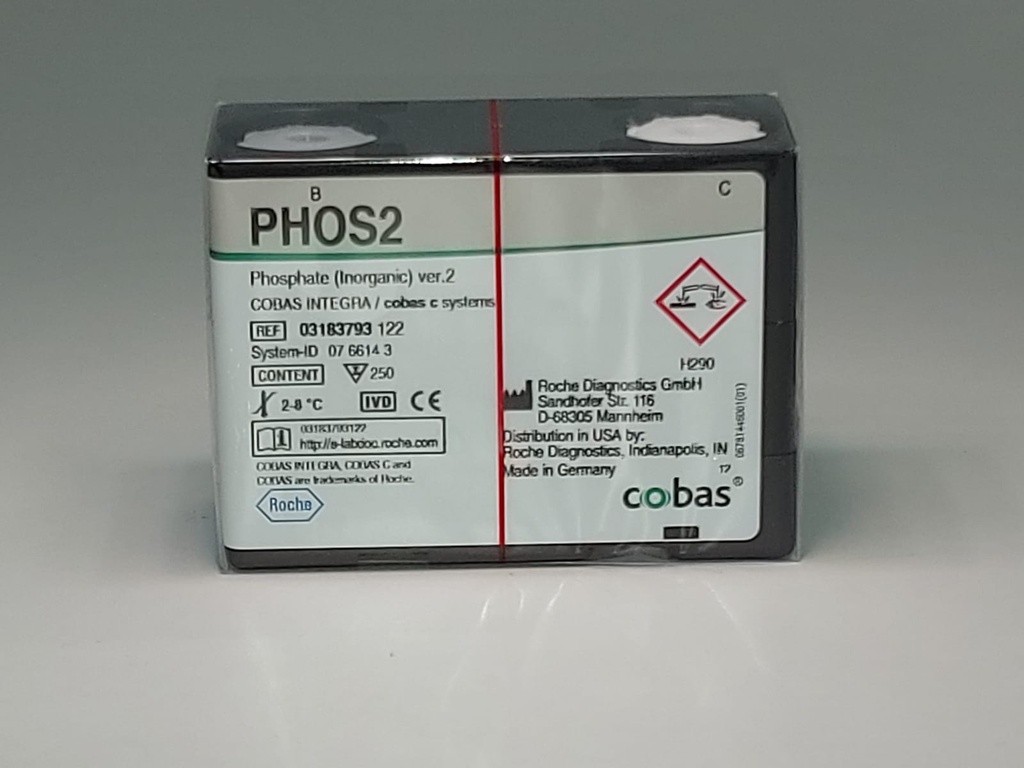 B
C
PHOS2
Phosphate (Inorganic) ver.2
COBAS INTEGRA / cobas c systems
REF 03183793 122
System-ID 07 6614 3
CONTENT 250
2-8 °C IVD CE
03183793122
http://e-labdoc.roche.com
COBAS INTEGRA, COBAS C and
COBAS are trademarks of Roche.
Roche
H290
Roche Diagnostics GmbH
Sandhofer Str. 116
D-68305 Mannheim
Distribution in USA by:
Roche Diagnostics, Indianapolis, IN
Made in Germany
cobas®